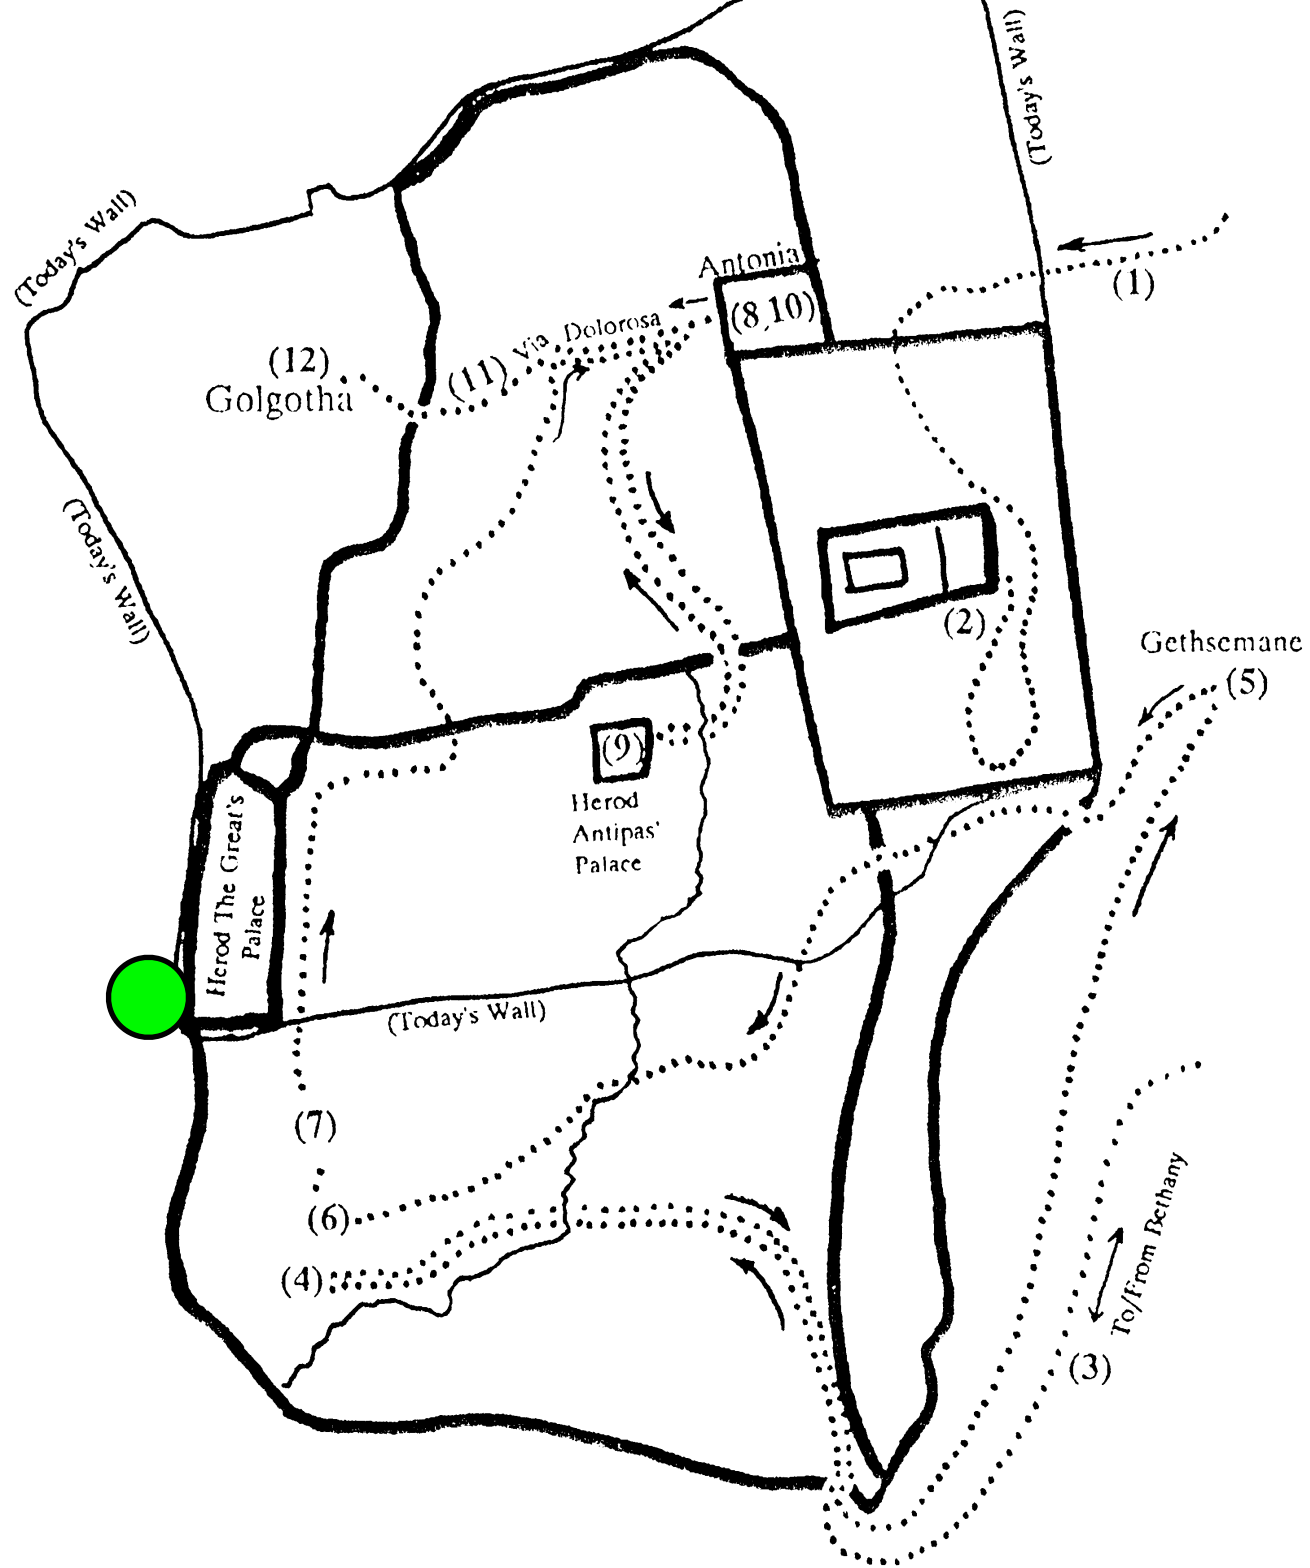 (Today's Wall)
(Today's Wall)
Antonia
(8,10)
(1)
Via Dolorosa
(12)
(11)
Golgotha
(Today's Wall)
(2)
Gethsemane
(5)
(9)
Herod
Antipas'
Palace
Herod The Great's
Palace
(Today's Wall)
(7)
(6)
(4)
To/From Bethany
(3)